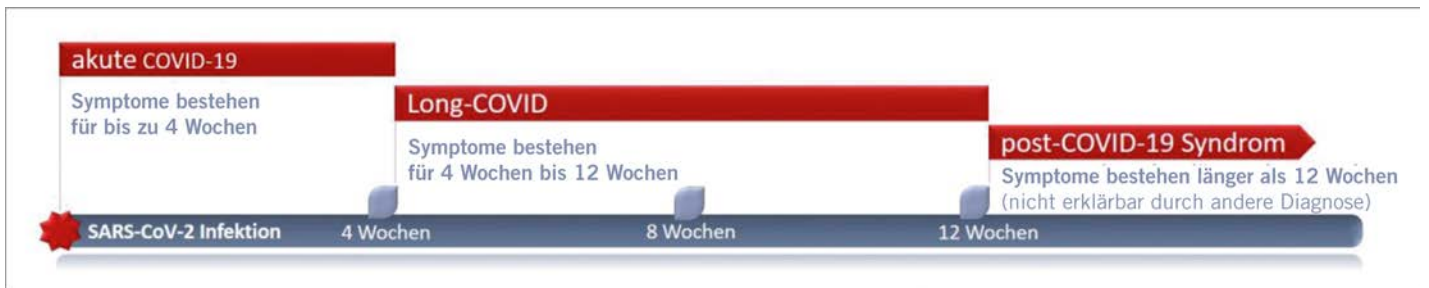 akute COVID-19
Symptome bestehen
für bis zu 4 Wochen
Long-COVID
Symptome bestehen
für 4 Wochen bis 12 Wochen
post-COVID-19 Syndrom
Symptome bestehen länger als 12 Wochen
(nicht erklärbar durch andere Diagnose)
SARS-CoV-2 Infektion 4 Wochen 8 Wochen 12 Wochen